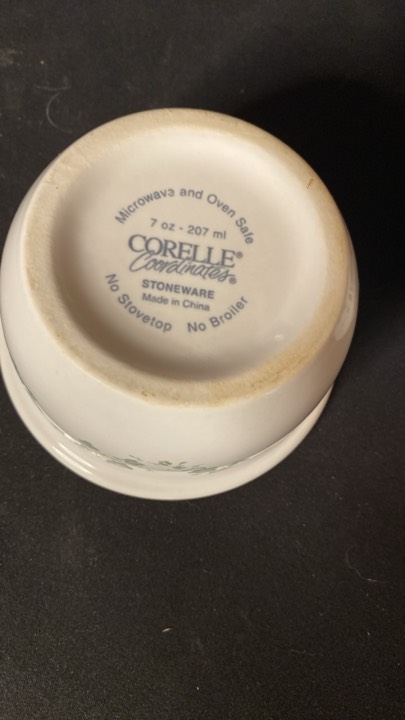 Microwave and Oven Safe
7 oz - 207 ml
CORELLE®
Coordinates®
STONEWARE
Made in China
No Stovetop No Broiler